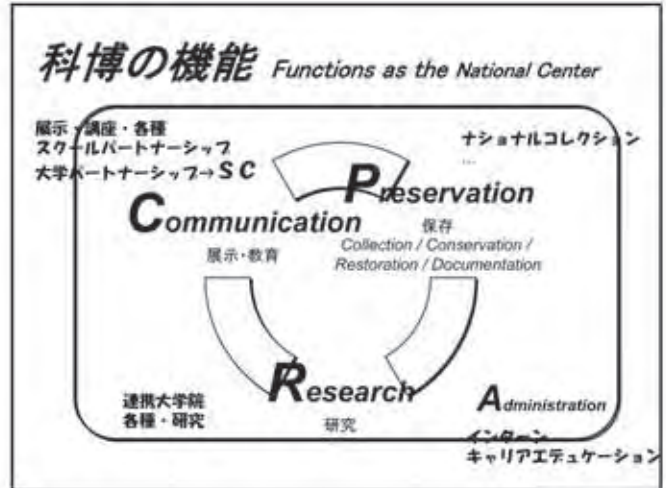 科博の機能 Functions as the National Center
展示・講座・各種
スクールパートナーシップ
大学パートナーシップ→SC
ナショナルコレクション
…
Communication
展示・教育
Preservation
保存
Collection / Conservation /
Restoration / Documentation
Research
研究
連携大学院
各種・研究
Administration
インターン
キャリアエデュケーション